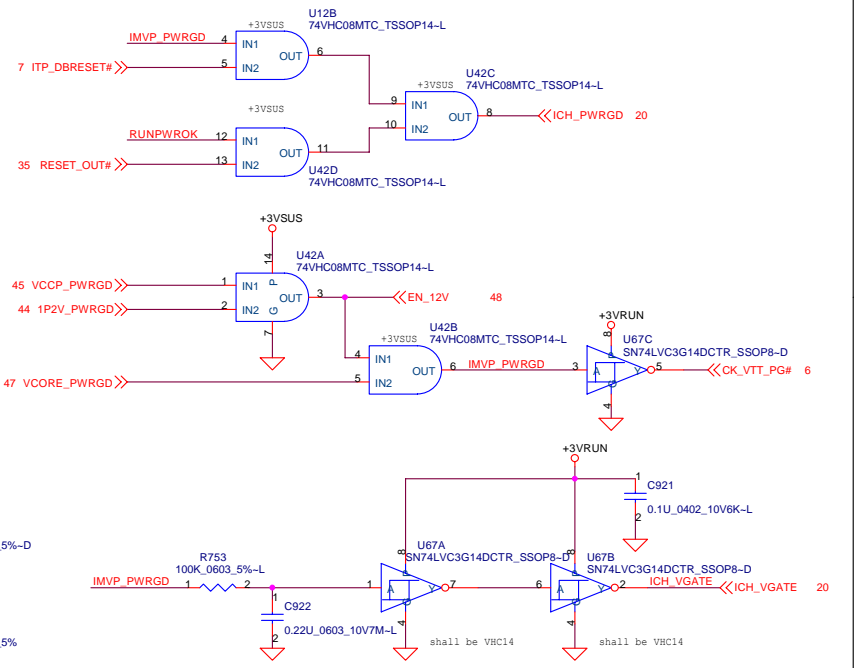 U12B
+3VSUS
74VHC08MTC_TSSOP14~L
IMVP_PWRGD 4 IN1
OUT 6
7 ITP_DBRESET# 5 IN2
U42C
+3VSUS
74VHC08MTC_TSSOP14~L
9 IN1
OUT 8
ICH_PWRGD 20
10 IN2
+3VSUS
RUNPWROK 12 IN1
OUT 11
35 RESET_OUT# 13 IN2
U42D
74VHC08MTC_TSSOP14~L
+3VSUS
U42A
74VHC08MTC_TSSOP14~L
14
P
45 VCCP_PWRGD 1 IN1
OUT 3
EN_12V 48
44 1P2V_PWRGD 2 IN2
G
7
U42B
+3VSUS
74VHC08MTC_TSSOP14~L
4 IN1
OUT 6 IMVP_PWRGD
47 VCORE_PWRGD 5 IN2
+3VRUN
U67C
SN74LVC3G14DCTR_SSOP8~D
8
P
3 A Y 5
CK_VTT_PG# 6
G
4
+3VRUN
1
C921
0.1U_0402_10V6K~L
2
5%~D
R753
100K_0603_5%~L
IMVP_PWRGD 1 2
1
C922
0.22U_0603_10V7M~L
2
U67A
SN74LVC3G14DCTR_SSOP8~D
8
P
1 A Y 7
G
4
shall be VHC14
U67B
SN74LVC3G14DCTR_SSOP8~D
8
P
6 A Y 2
ICH_VGATE
ICH_VGATE 20
G
4
shall be VHC14
5%